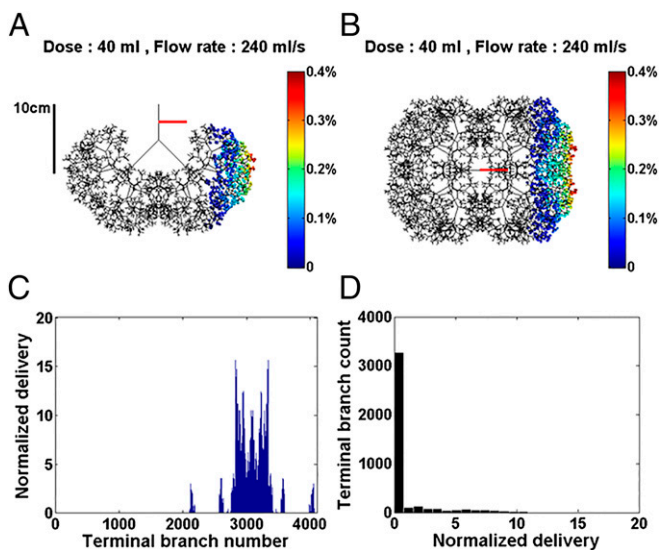 A
Dose : 40 ml , Flow rate : 240 ml/s
10cm
0.4%
0.3%
0.2%
0.1%
0
B
Dose : 40 ml , Flow rate : 240 ml/s
0.4%
0.3%
0.2%
0.1%
0
C
Normalized delivery
20
15
10
5
0
0 1000 2000 3000 4000
Terminal branch number
D
Terminal branch count
4000
3000
2000
1000
0
0 5 10 15 20
Normalized delivery